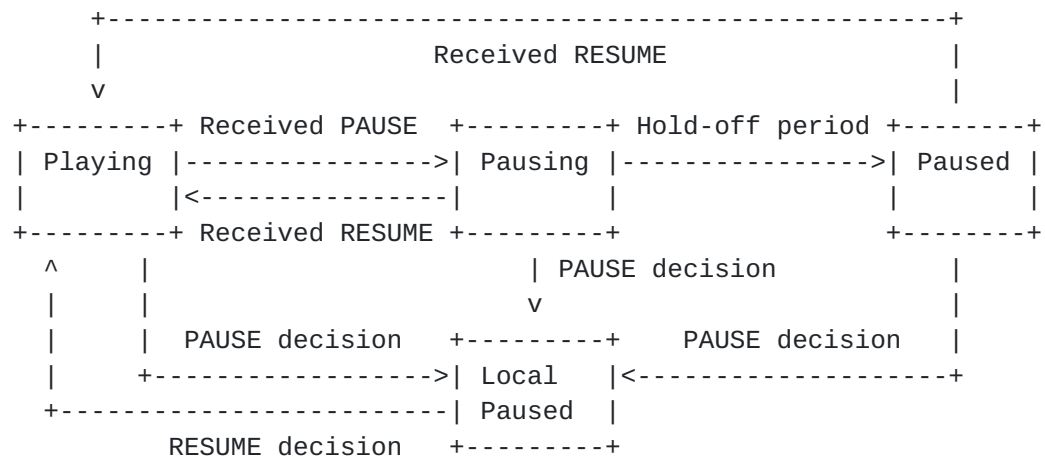 Received RESUME
Received PAUSE Hold-off period
Playing Pausing Paused
Received RESUME
PAUSE decision
PAUSE decision PAUSE decision
Local
Paused
RESUME decision